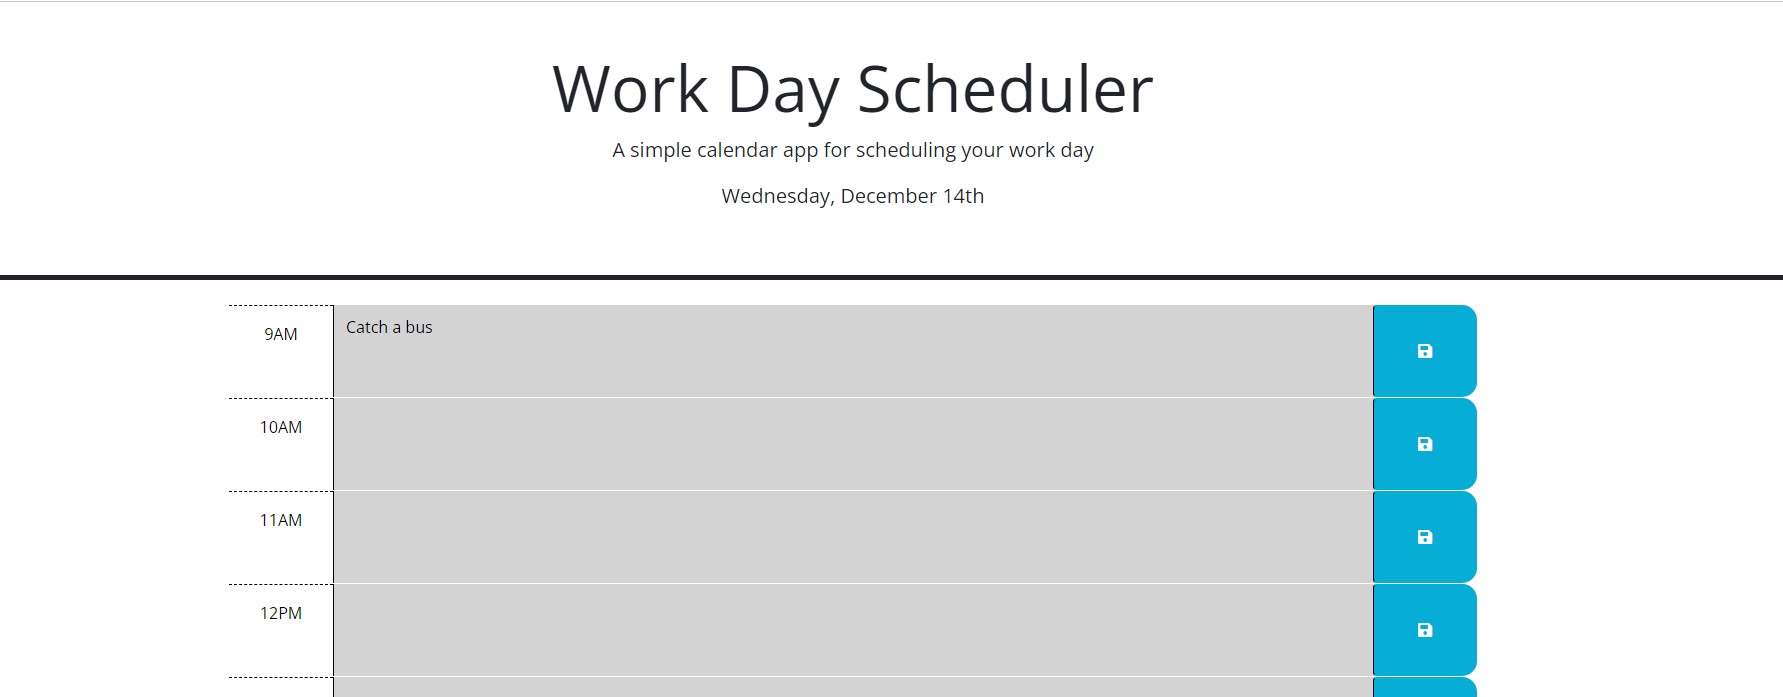 Work Day Scheduler
A simple calendar app for scheduling your work day
Wednesday, December 14th
9AM
Catch a bus
10AM
11AM
12PM